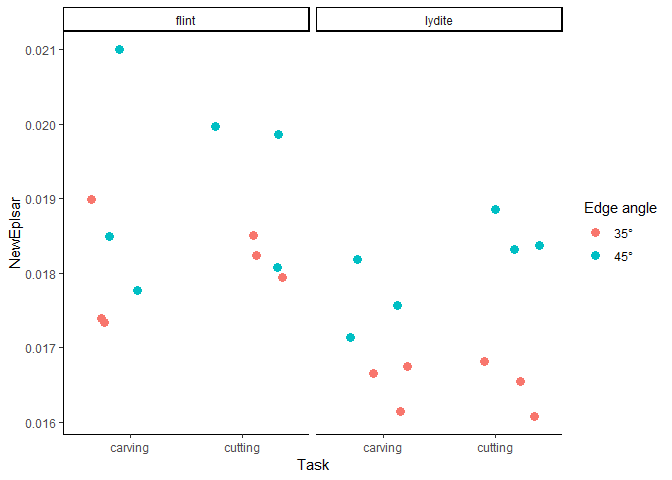 flint lydite
0.021
0.020
0.019
0.018
0.017
0.016
NewEplsar
carving cutting carving cutting
Task
Edge angle
35°
45°